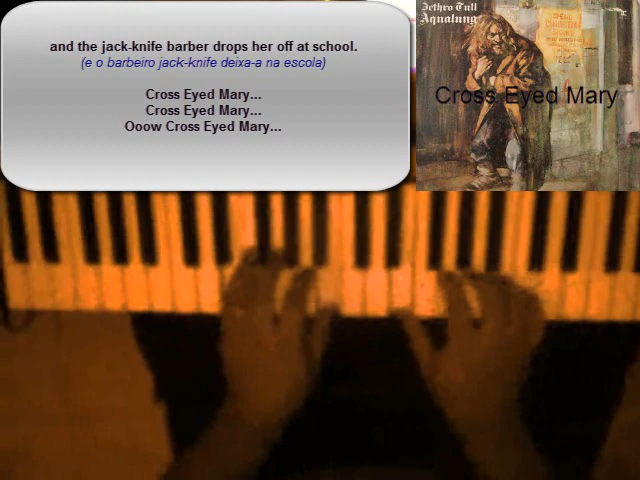 and the jack-knife barber drops her off at school.
(e o barbeiro jack-knife deixa-a na escola)
Cross Eyed Mary...
Cross Eyed Mary...
Ooow Cross Eyed Mary...
Jethro Tull
Aqualung
Cross Eyed Mary